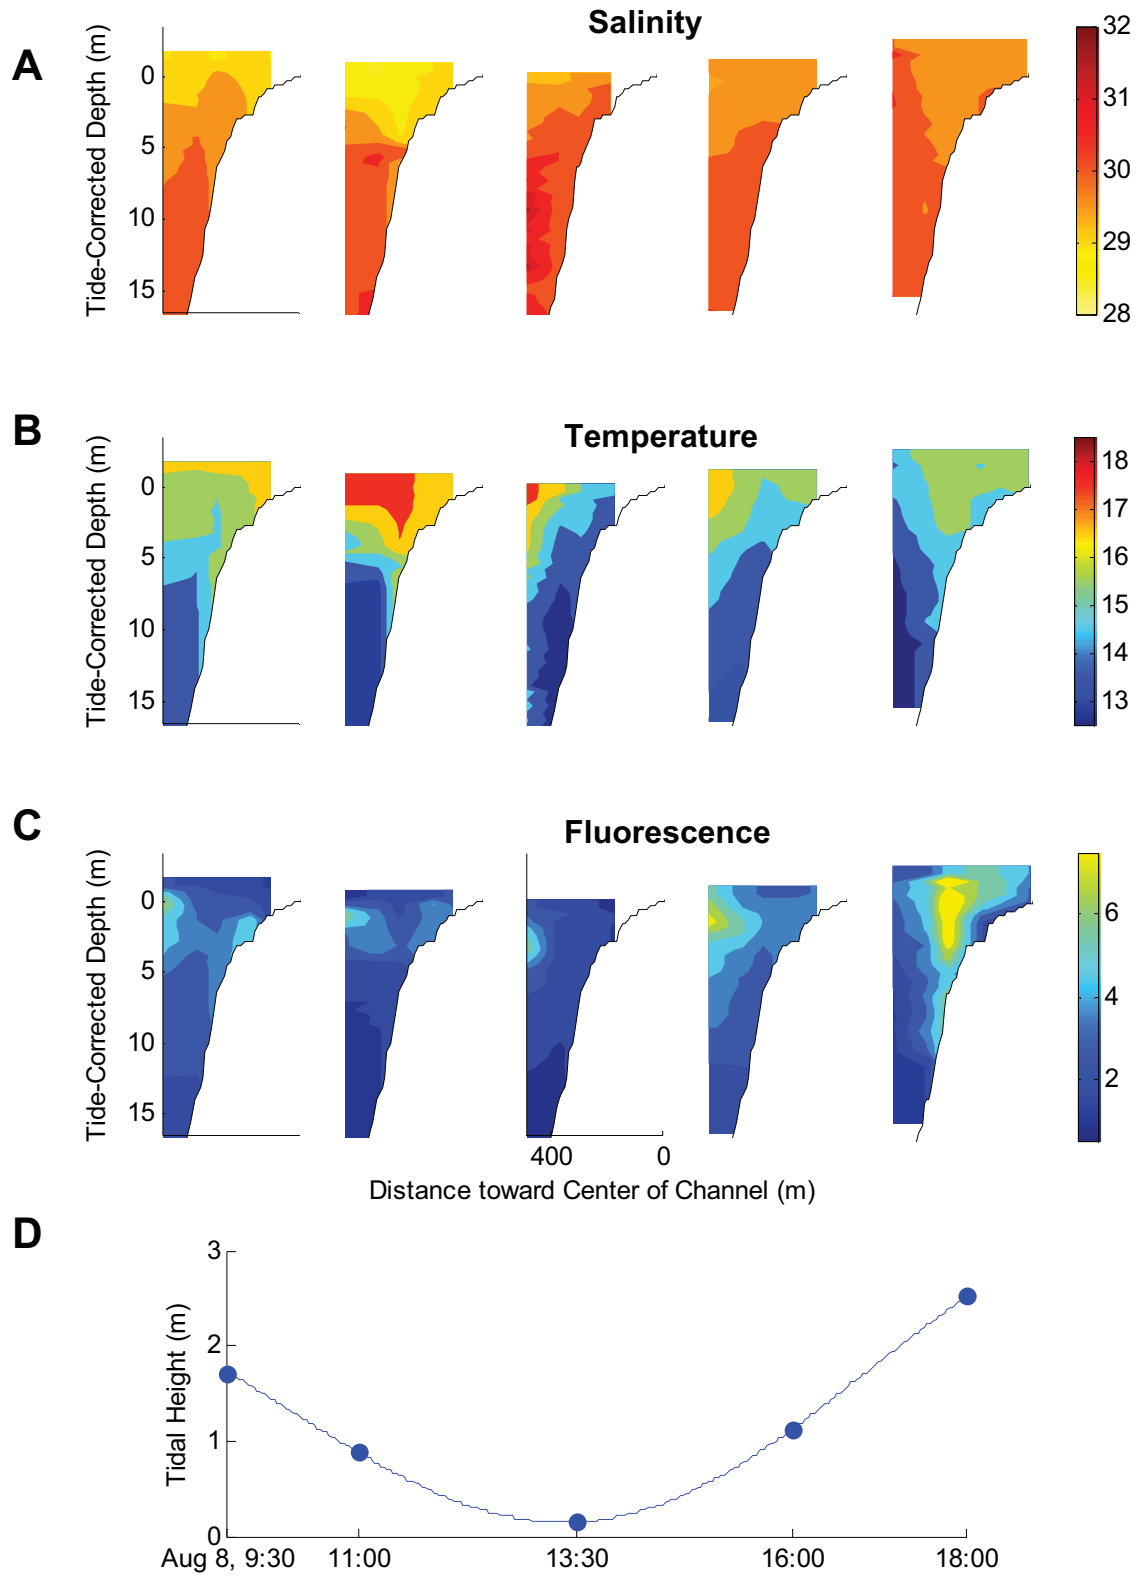 Salinity
A
Tide-Corrected Depth (m)
0
5
10
15
32
31
30
29
28
B
Temperature
Tide-Corrected Depth (m)
0
5
10
15
18
17
16
15
14
13
C
Fluorescence
Tide-Corrected Depth (m)
0
5
10
15
6
4
2
400 0
Distance toward Center of Channel (m)
D
Tidal Height (m)
3
2
1
0
Aug 8, 9:30 11:00 13:30 16:00 18:00